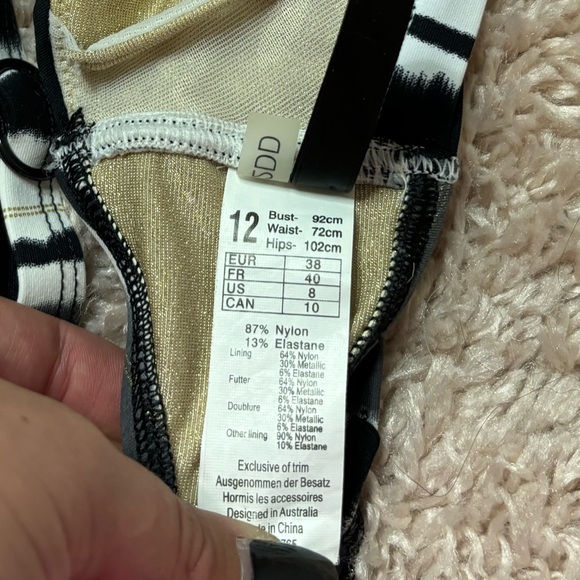 SDD
12
Bust- 92cm
Waist- 72cm
Hips- 102cm
EUR 38
FR 40
US 8
CAN 10
87% Nylon
13% Elastane
Lining 64% Nylon
30% Metallic
6% Elastane
Futter 64% Nylon
30% Metallic
6% Elastane
Doublure 64% Nylon
30% Metallic
6% Elastane
Other lining 90% Nylon
10% Elastane
Exclusive of trim
Ausgenommen der Besatz
Hormis les accessoires
Designed in Australia
in China